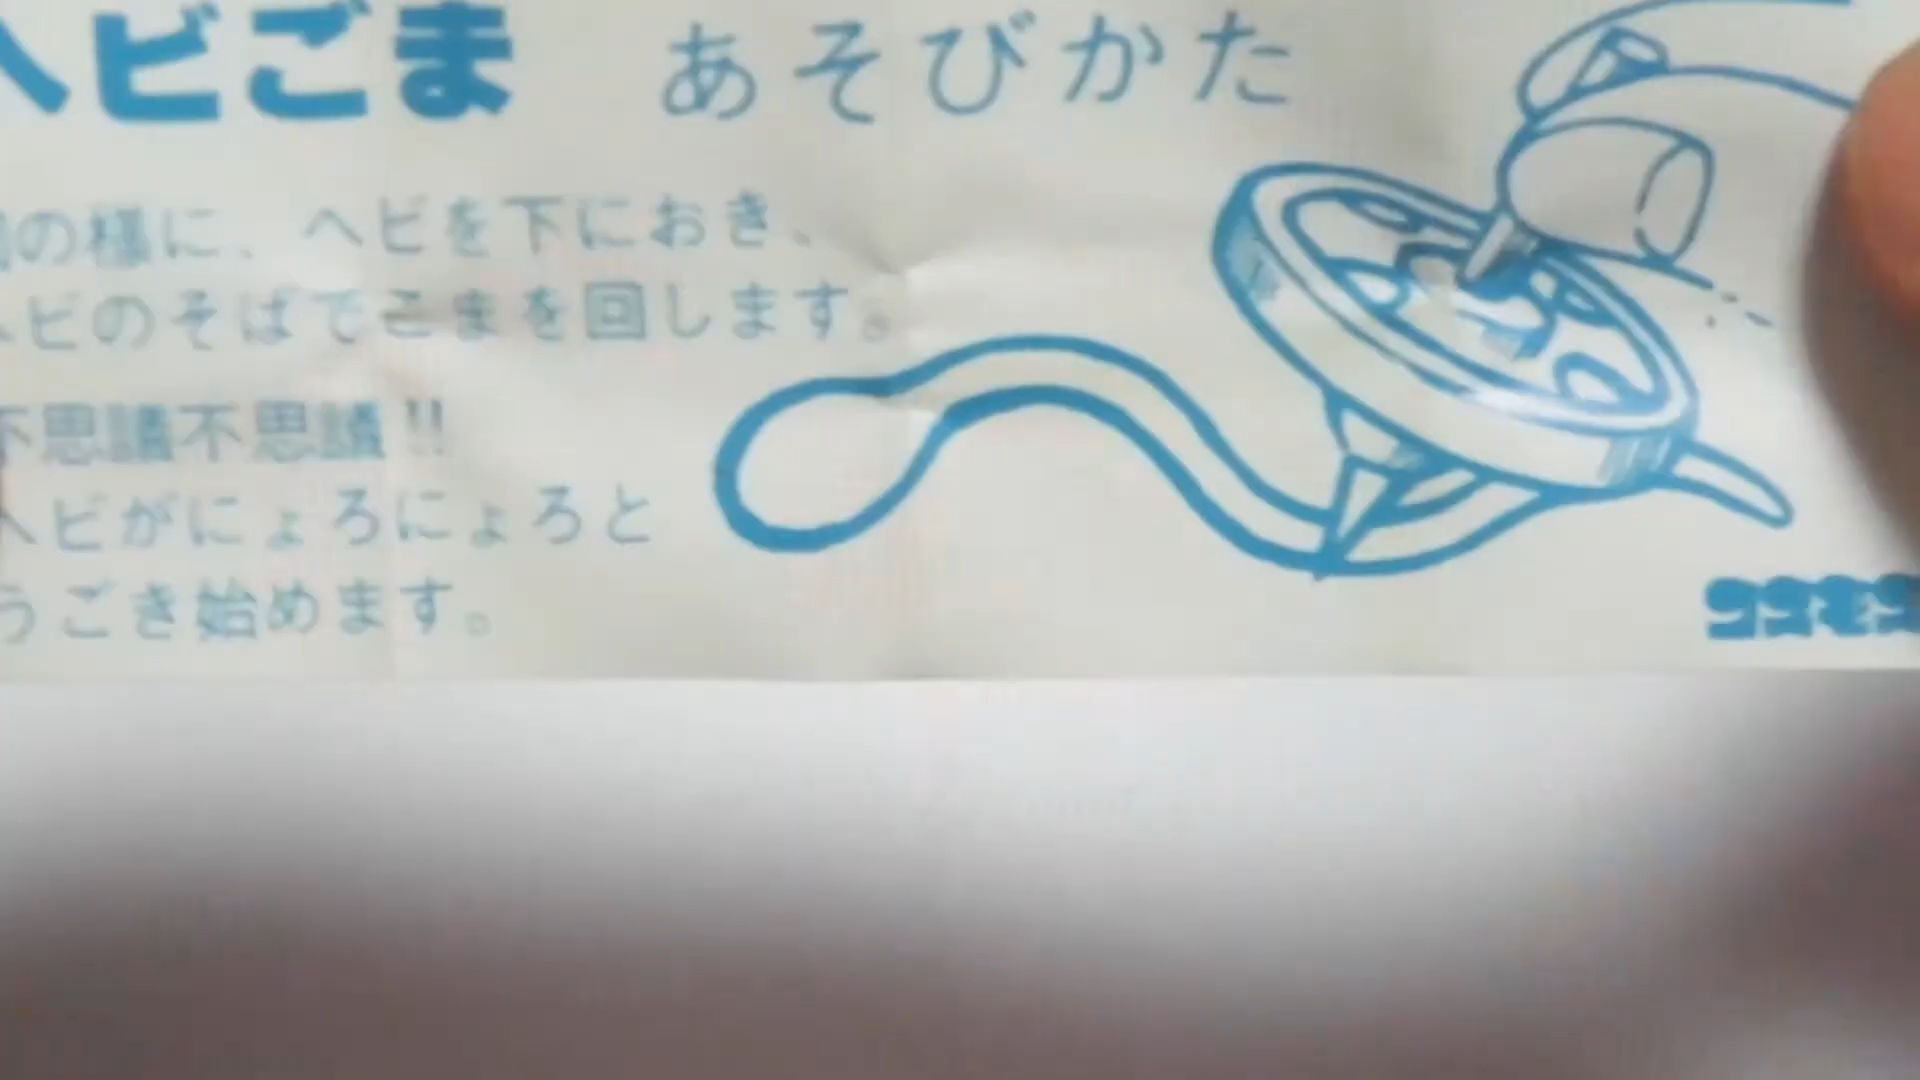 ヘビごま あそびかた
図の様に、ヘビを下におき、
ヘビのそばでこまを回します。
不思議不思議!!
ヘビがにょろにょろと
うごき始めます。